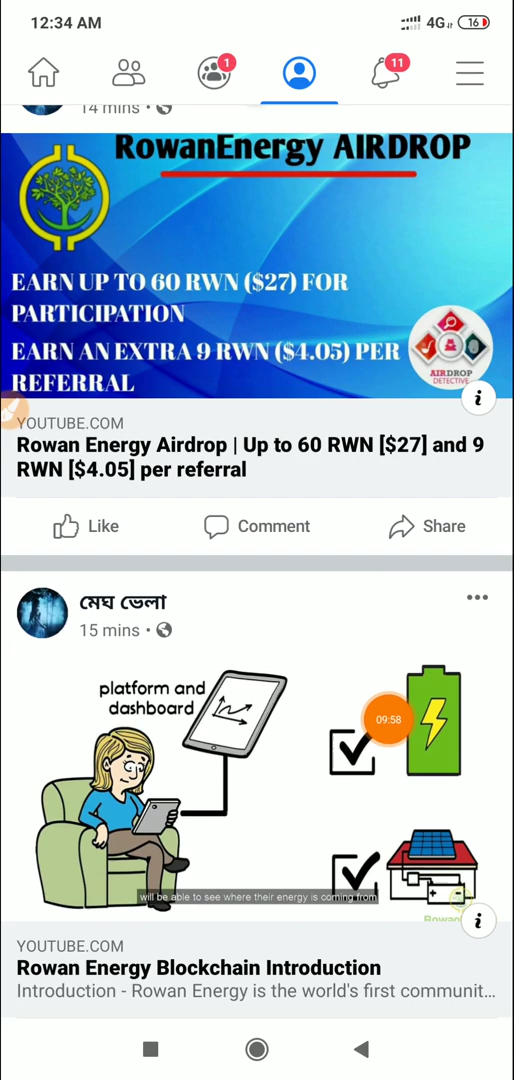 12:34 AM
4G
16
1
11
14 mins
RowanEnergy AIRDROP
EARN UP TO 60 RWN ($27) FOR
PARTICIPATION
EARN AN EXTRA 9 RWN ($4.05) PER
REFERRAL
AIRDROP
DETECTIVE
YOUTUBE.COM
Rowan Energy Airdrop | Up to 60 RWN [$27] and 9
RWN [$4.05] per referral
Like
Comment
Share
মেঘ ভেলা
15 mins
platform and
dashboard
09:58
will be able to see where their energy is coming from
YOUTUBE.COM
Rowan Energy Blockchain Introduction
Introduction - Rowan Energy is the world's first communit...